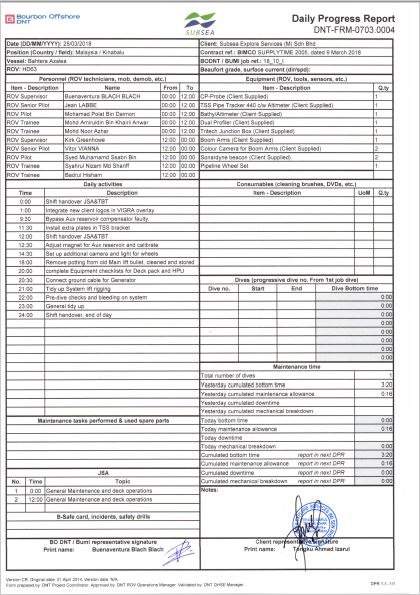 Bourbon Offshore
DNT
SUBSEA
Daily Progress Report
DNT-FRM-0703.0004
Date (DD/MM/YYYY): 25/03/2018
Client: Subsea Explore Services (M) Sdn Bhd
Position (Country / field): Malaysia / Kinabalu
Contract ref.: BIMCO SUPPLYTIME 2005, dated 9 March 2018
Vessel: Bahtera Azalea
BODNT / BUMI job ref.: 18_10_I
ROV: HD63
Beaufort grade, surface current (dir/spd):
Personnel (ROV technicians, mob, demob, etc.)
Equipment (ROV, tools, sensors, etc.)
Item - Description Name From To
Item - Description Q.ty
ROV Supervisor Buenaventura BLACH BLACH 00:00 12:00
CP-Probe (Client Supplied) 1
ROV Senior Pilot Jean LABBE 00:00 12:00
TSS Pipe Tracker 440 c/w Altimeter (Client Supplied) 1
ROV Pilot Mohamed Polat Bin Daimon 00:00 12:00
Bathy/Altimeter (Client Supplied) 1
ROV Trainee Mohd Amiruddin Bin Khairil Anwar 00:00 12:00
Dual Profiler (Client Supplied) 1
ROV Trainee Mohd Noor Azhar 00:00 12:00
Tritech Junction Box (Client Supplied) 1
ROV Supervisor Kirk Greenhowe 12:00 00:00
Boom Arms (Client Supplied) 2
ROV Senior Pilot Vitor VIANNA 12:00 00:00
Colour Camera for Boom Arms (Client Supplied) 2
ROV Pilot Syed Muhamamd Saabri Bin 12:00 00:00
Sonardyne beacon (Client Supplied) 2
ROV Trainee Syahrul Nizam Md Shariff 12:00 00:00
Pipeline Wheel Set 1
ROV Trainee Badrul Hisham 12:00 00:00
Daily activities
Consumables (cleaning brushes, DVDs, etc.)
Time Description
Item - Description UoM Q.ty
0:00 Shift handover JSA&TBT
1:00 Integrate new client logos in VIGRA overlay
9:30 Bypass Aux reservoir compensator faulty.
11:30 Install extra plates in TSS bracket
12:00 Shift handover JSA&TBT
12:30 Adjust magnet for Aux reservoir and calibrate
14:30 Set up additional camera and light for wheels
18:00 Remove potting from old Main lift bullet, cleaned and stored
20:00 complete Equipment checklists for Deck pack and HPU
20:30 Connect ground cable for Generator
21:00 Tidy up System lift rigging
22:00 Pre-dive checks and bleeding on system
23:00 General tidy up
24:00 Shift handover, end of day
Dives (progressive dive no. From 1st job dive)
Dive no. Start End Dive Bottom time
0:00
0:00
0:00
0:00
0:00
0:00
0:00
Maintenance time
Total number of dives 1
Yesterday cumulated bottom time 3:20
Yesterday cumulated maintenance allowance 0:16
Yesterday cumulated downtime
Yesterday cumulated mechanical breakdown
Maintenance tasks performed & used spare parts
Today bottom time 0:00
Today maintenance allowance 0:16
Today downtime
Today mechanical breakdown 0:00
Cumulated bottom time report in next DPR 3:20
Cumulated maintenance allowance report in next DPR 0:16
Cumulated downtime report in next DPR 0:00
Cumulated mechanical breakdown report in next DPR 0:00
JSA
No. Time Topic
1 0:00 General Maintenance and deck operations
2 12:00 General Maintenance and deck operations
B-Safe card, incidents, safety drills
Notes:
BO DNT / Bumi representative signature
Print name: Buenaventura Blach Blach
Client representative signature
Print name: Tengku Ahmad Izarul
Version CR. Original date: 01 April 2014. Version date: N/A.
Form prepared by: DNT Project Coordinator. Approved by: DNT ROV Operations Manager. Validated by: DNT QHSE Manager
DPR 1.1- 1/1